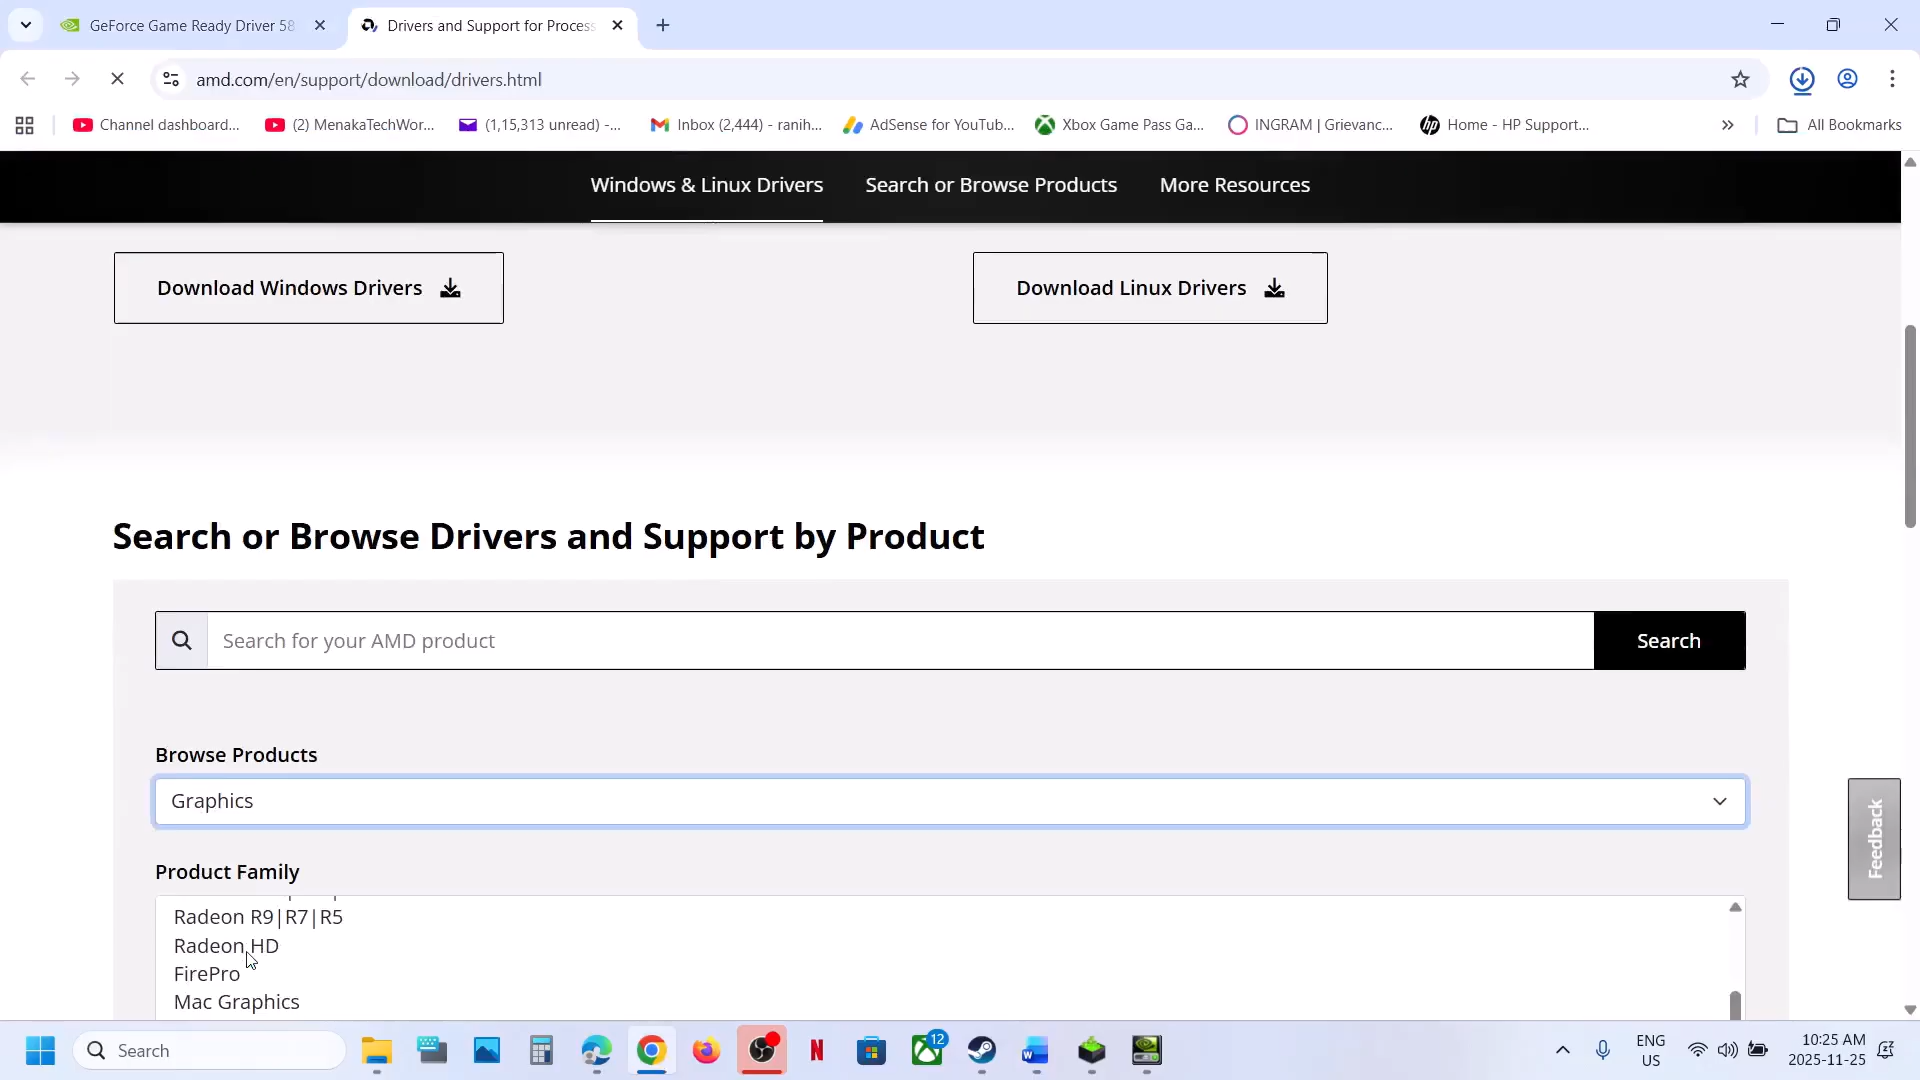 GeForce Game Ready Driver 58
Drivers and Support for Process
amd.com/en/support/download/drivers.html
Channel dashboard...
(2) MenakaTechWor...
(1,15,313 unread) -...
Inbox (2,444) - ranih...
AdSense for YouTub...
Xbox Game Pass Ga...
INGRAM | Grievanc...
Home - HP Support...
All Bookmarks
Windows & Linux Drivers
Search or Browse Products
More Resources
Download Windows Drivers
Download Linux Drivers
Search or Browse Drivers and Support by Product
Search for your AMD product
Search
Browse Products
Graphics
Feedback
Product Family
Radeon R9|R7|R5
Radeon HD
FirePro
Mac Graphics
Search
12
ENG
US
10:25 AM
2025-11-25